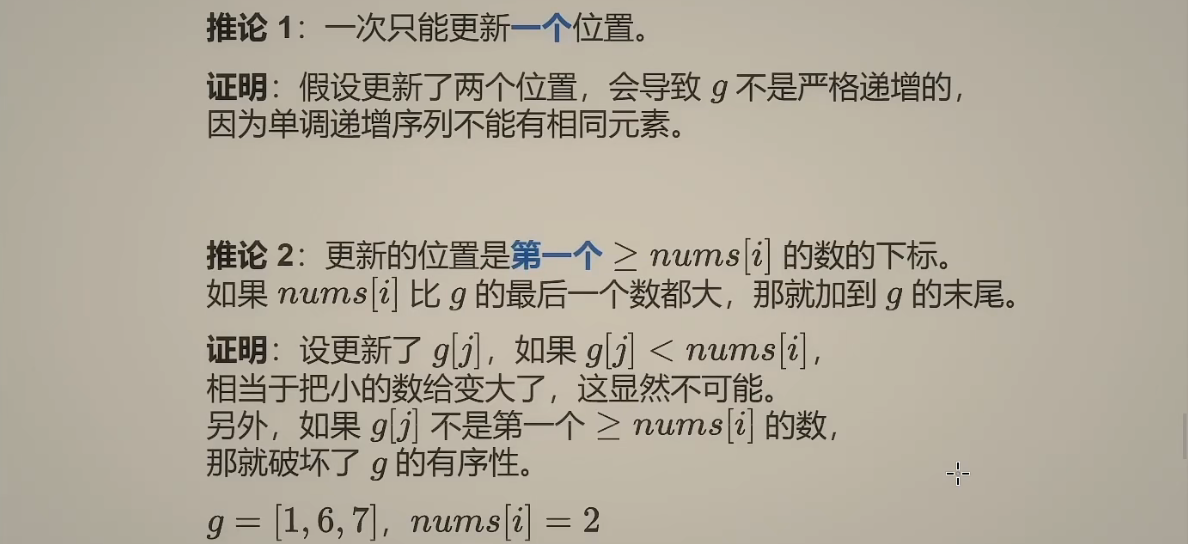 推论 1：一次只能更新一个位置。
证明：假设更新了两个位置，会导致 g 不是严格递增的，
因为单调递增序列不能有相同元素。
推论 2：更新的位置是第一个 ≥ nums[i] 的数的下标。
如果 nums[i] 比 g 的最后一个数都大，那就加到 g 的末尾。
证明：设更新了 g[j]，如果 g[j] < nums[i]，
相当于把小的数给变大了，这显然不可能。
另外，如果 g[j] 不是第一个 ≥ nums[i] 的数，
那就破坏了 g 的有序性。
g = [1, 6, 7]，nums[i] = 2